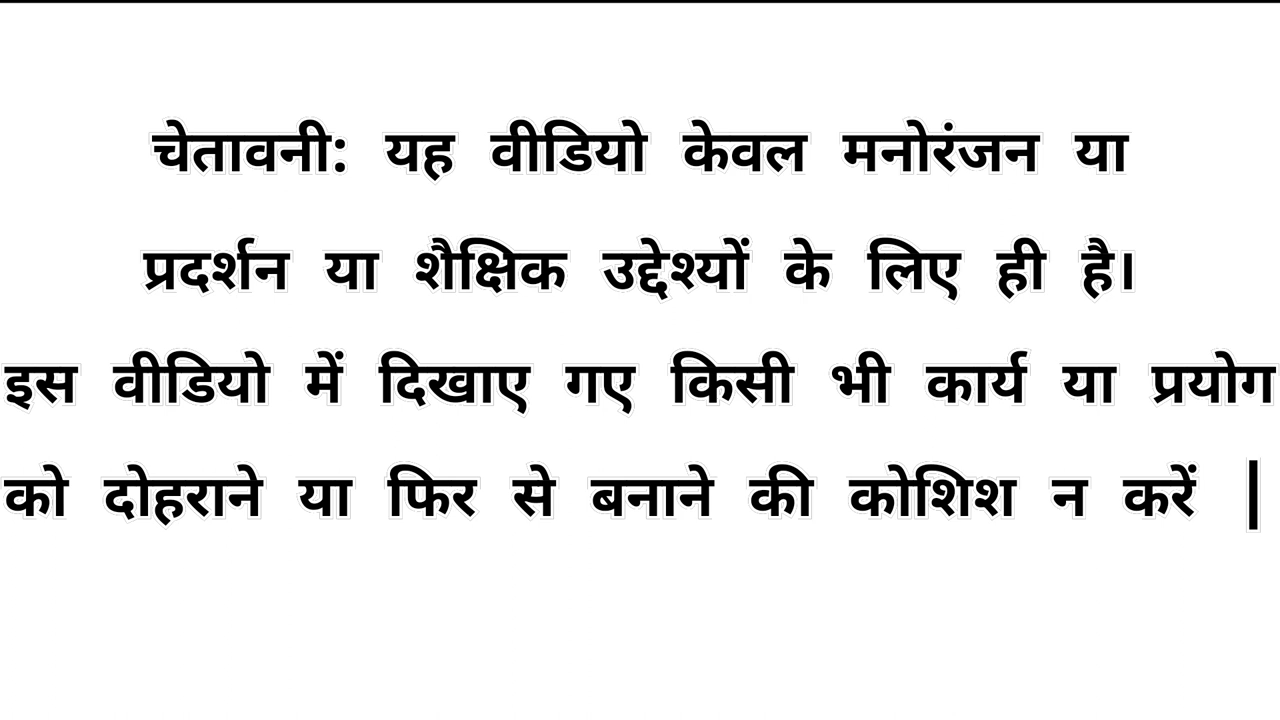 चेतावनी: यह वीडियो केवल मनोरंजन या
प्रदर्शन या शैक्षिक उद्देश्यों के लिए ही है।
इस वीडियो में दिखाए गए किसी भी कार्य या प्रयोग
को दोहराने या फिर से बनाने की कोशिश न करें |